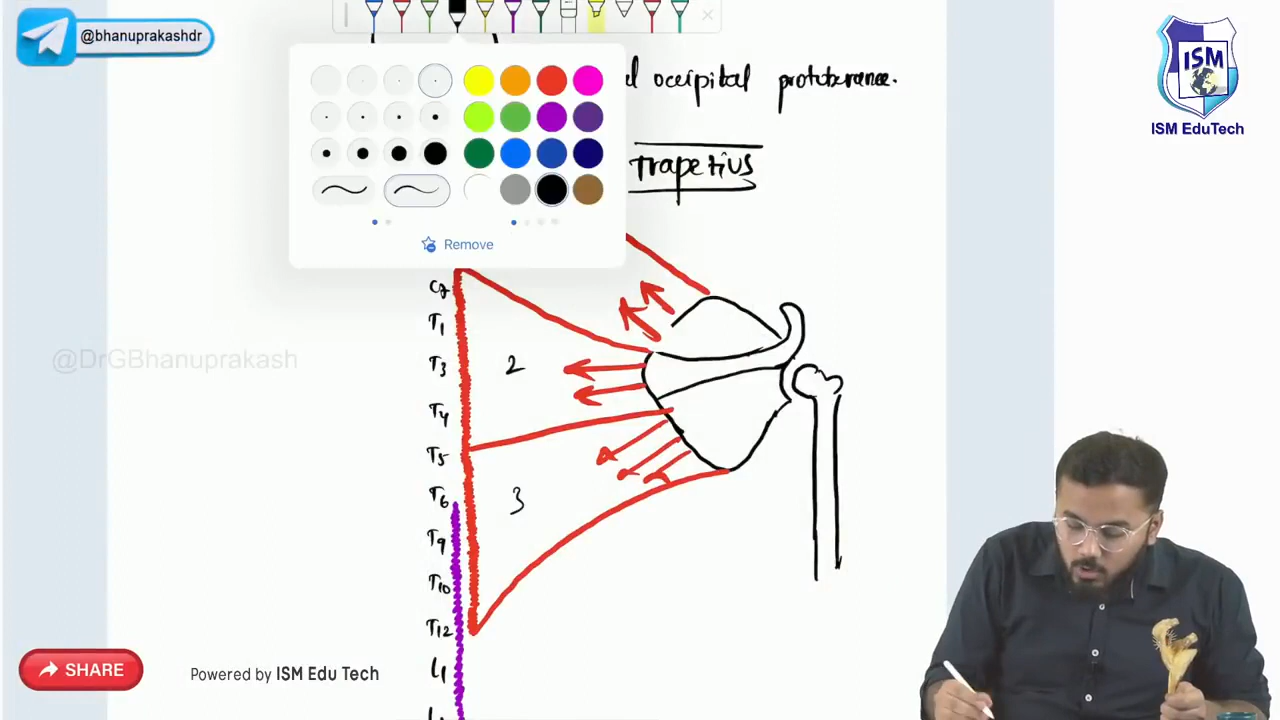 @bhanuprakashdr
ISM
ISM EduTech
occipital protuberance.
Trapezius
Remove
C7
T1
T3
2
T4
T5
T6
3
T9
T10
T12
L1
@DrGBhanuprakash
SHARE
Powered by ISM Edu Tech